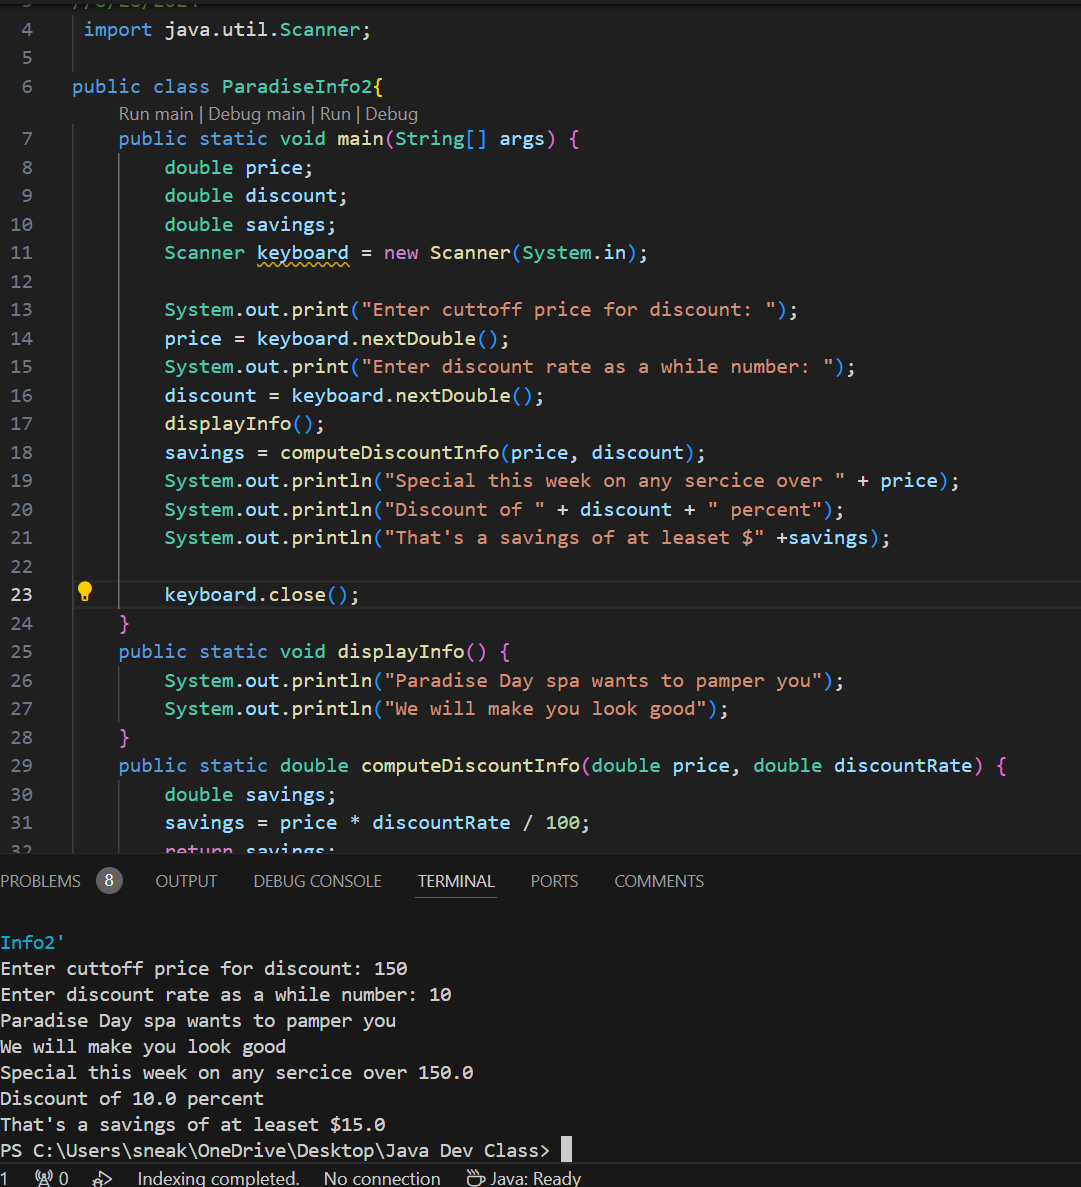 4 import java.util.Scanner;
5
6 public class ParadiseInfo2{
Run main | Debug main | Run | Debug
7 public static void main(String[] args) {
8 double price;
9 double discount;
10 double savings;
11 Scanner keyboard = new Scanner(System.in);
12
13 System.out.print("Enter cuttoff price for discount: ");
14 price = keyboard.nextDouble();
15 System.out.print("Enter discount rate as a while number: ");
16 discount = keyboard.nextDouble();
17 displayInfo();
18 savings = computeDiscountInfo(price, discount);
19 System.out.println("Special this week on any sercice over " + price);
20 System.out.println("Discount of " + discount + " percent");
21 System.out.println("That's a savings of at leaset $" +savings);
22
23 keyboard.close();
24 }
25 public static void displayInfo() {
26 System.out.println("Paradise Day spa wants to pamper you");
27 System.out.println("We will make you look good");
28 }
29 public static double computeDiscountInfo(double price, double discountRate) {
30 double savings;
31 savings = price * discountRate / 100;
32 return savings;
PROBLEMS 8 OUTPUT DEBUG CONSOLE TERMINAL PORTS COMMENTS
Info2'
Enter cuttoff price for discount: 150
Enter discount rate as a while number: 10
Paradise Day spa wants to pamper you
We will make you look good
Special this week on any sercice over 150.0
Discount of 10.0 percent
That's a savings of at leaset $15.0
PS C:\Users\sneak\OneDrive\Desktop\Java Dev Class>
1 0 Indexing completed. No connection Java: Ready